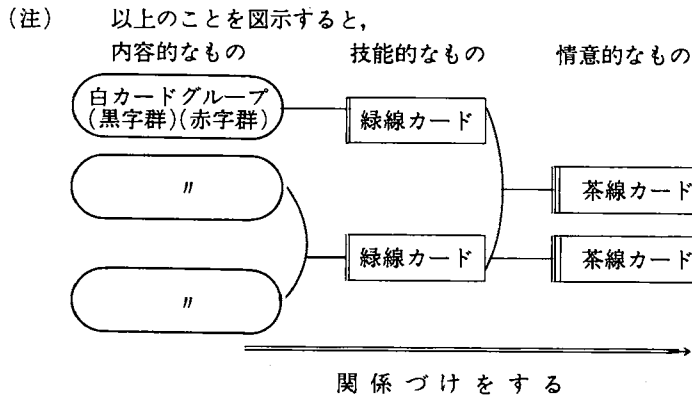 (注) 以上のことを図示すると,
内容的なもの 技能的なもの 情意的なもの
白カードグループ
(黒字群)(赤字群)
緑線カード
〃
茶線カード
緑線カード
茶線カード
〃
関係づけをする